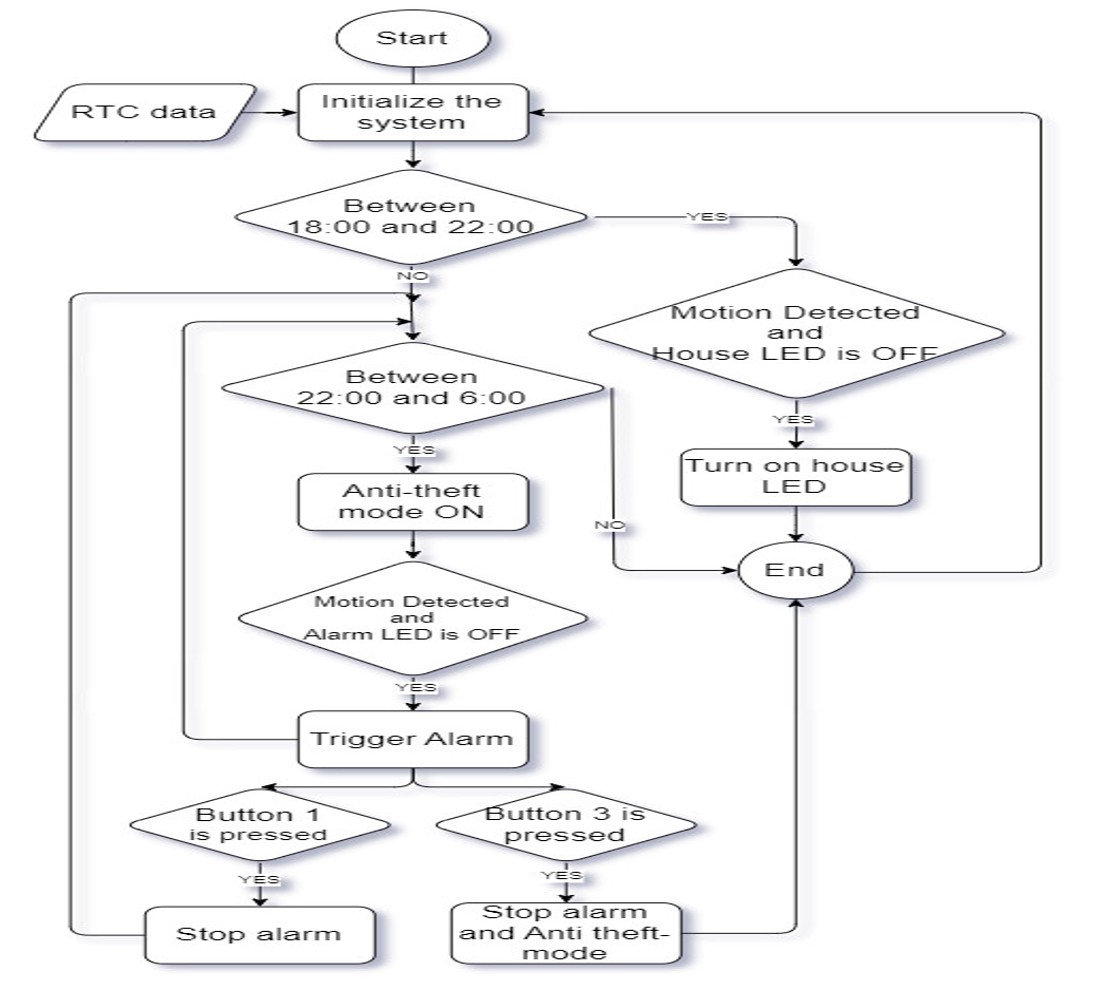 Start
RTC data
Initialize the
system
Between
18:00 and 22:00
YES
NO
Motion Detected
and
House LED is OFF
Between
22:00 and 6:00
YES
YES
Turn on house
LED
Anti-theft
mode ON
NO
End
Motion Detected
and
Alarm LED is OFF
YES
Trigger Alarm
Button 1
is pressed
Button 3 is
pressed
YES
YES
Stop alarm
Stop alarm
and Anti theft-
mode